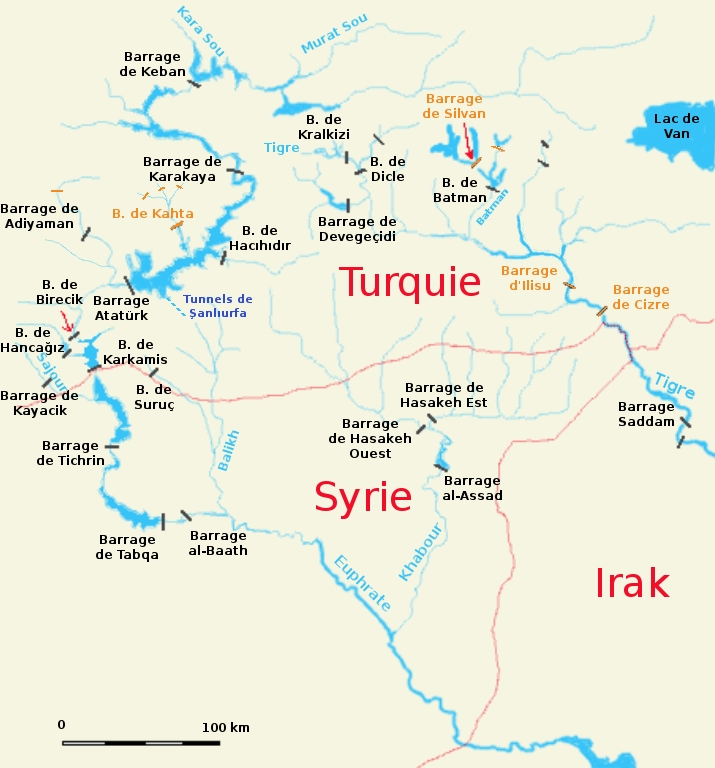 Kara Sou
Murat Sou
Barrage
de Keban
Barrage
de Silvan
B. de
Kralkizi
Lac de
Van
Tigre
Barrage de
Karakaya
B. de
Dicle
B. de
Batman
Batman
Barrage de
Adiyaman
B. de Kahta
Barrage de
Devegeçidi
B. de
Hacıhıdır
Turquie
Barrage
d'Ilisu
Barrage
de Cizre
B. de
Birecik
Barrage
Atatürk
Tunnels de
Şanlıurfa
B. de
Hancağız
B. de
Karkamis
Sajour
Barrage de
Kayacik
B. de
Suruç
Barrage de
Hasakeh Est
Tigre
Barrage
Saddam
Barrage
de Hasakeh
Ouest
Barrage
de Tichrin
Balikh
Barrage
al-Assad
Syrie
Barrage
de Tabqa
Barrage
al-Baath
Khabour
Euphrate
Irak
0
100 km